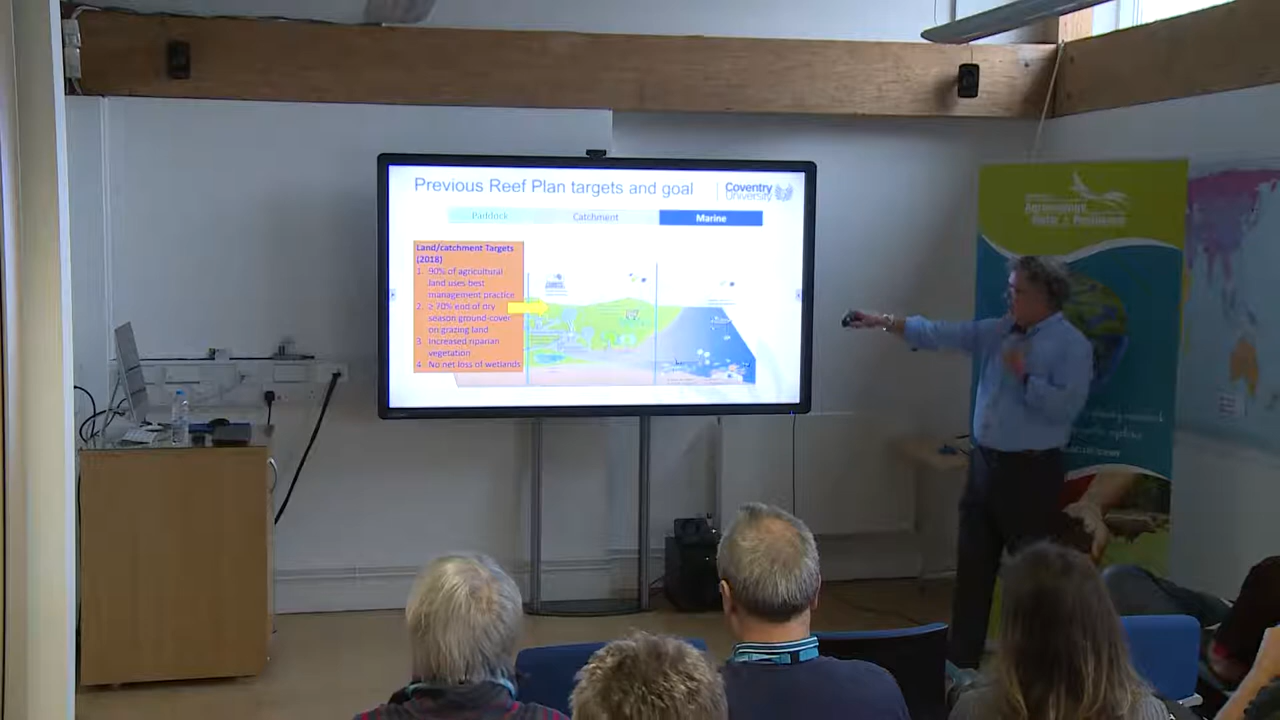 Previous Reef Plan targets and goal
Coventry
University
Paddock
Catchment
Marine
Land/catchment Targets
(2018)
1. 90% of agricultural
land uses best
management practice
2. ≥ 70% end of dry
season ground-cover
on grazing land
3. Increased riparian
vegetation
4. No net loss of wetlands